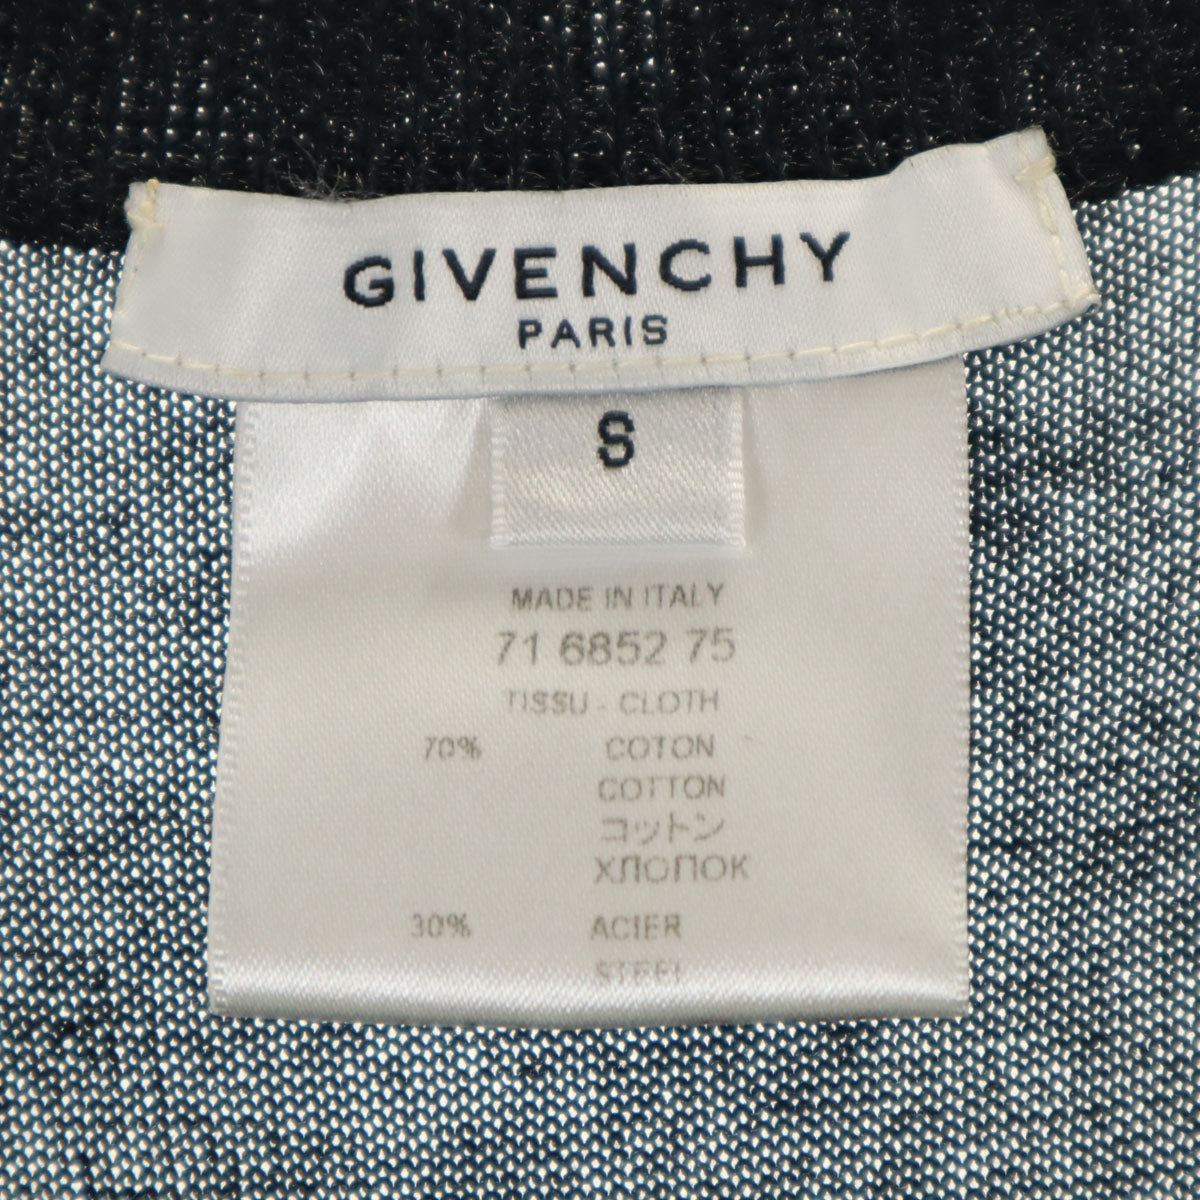 GIVENCHY
PARIS
S
MADE IN ITALY
71 6852 75
TISSU - CLOTH
70% COTON
COTTON
コットン
ХЛОПОК
30% ACIER
STEEL